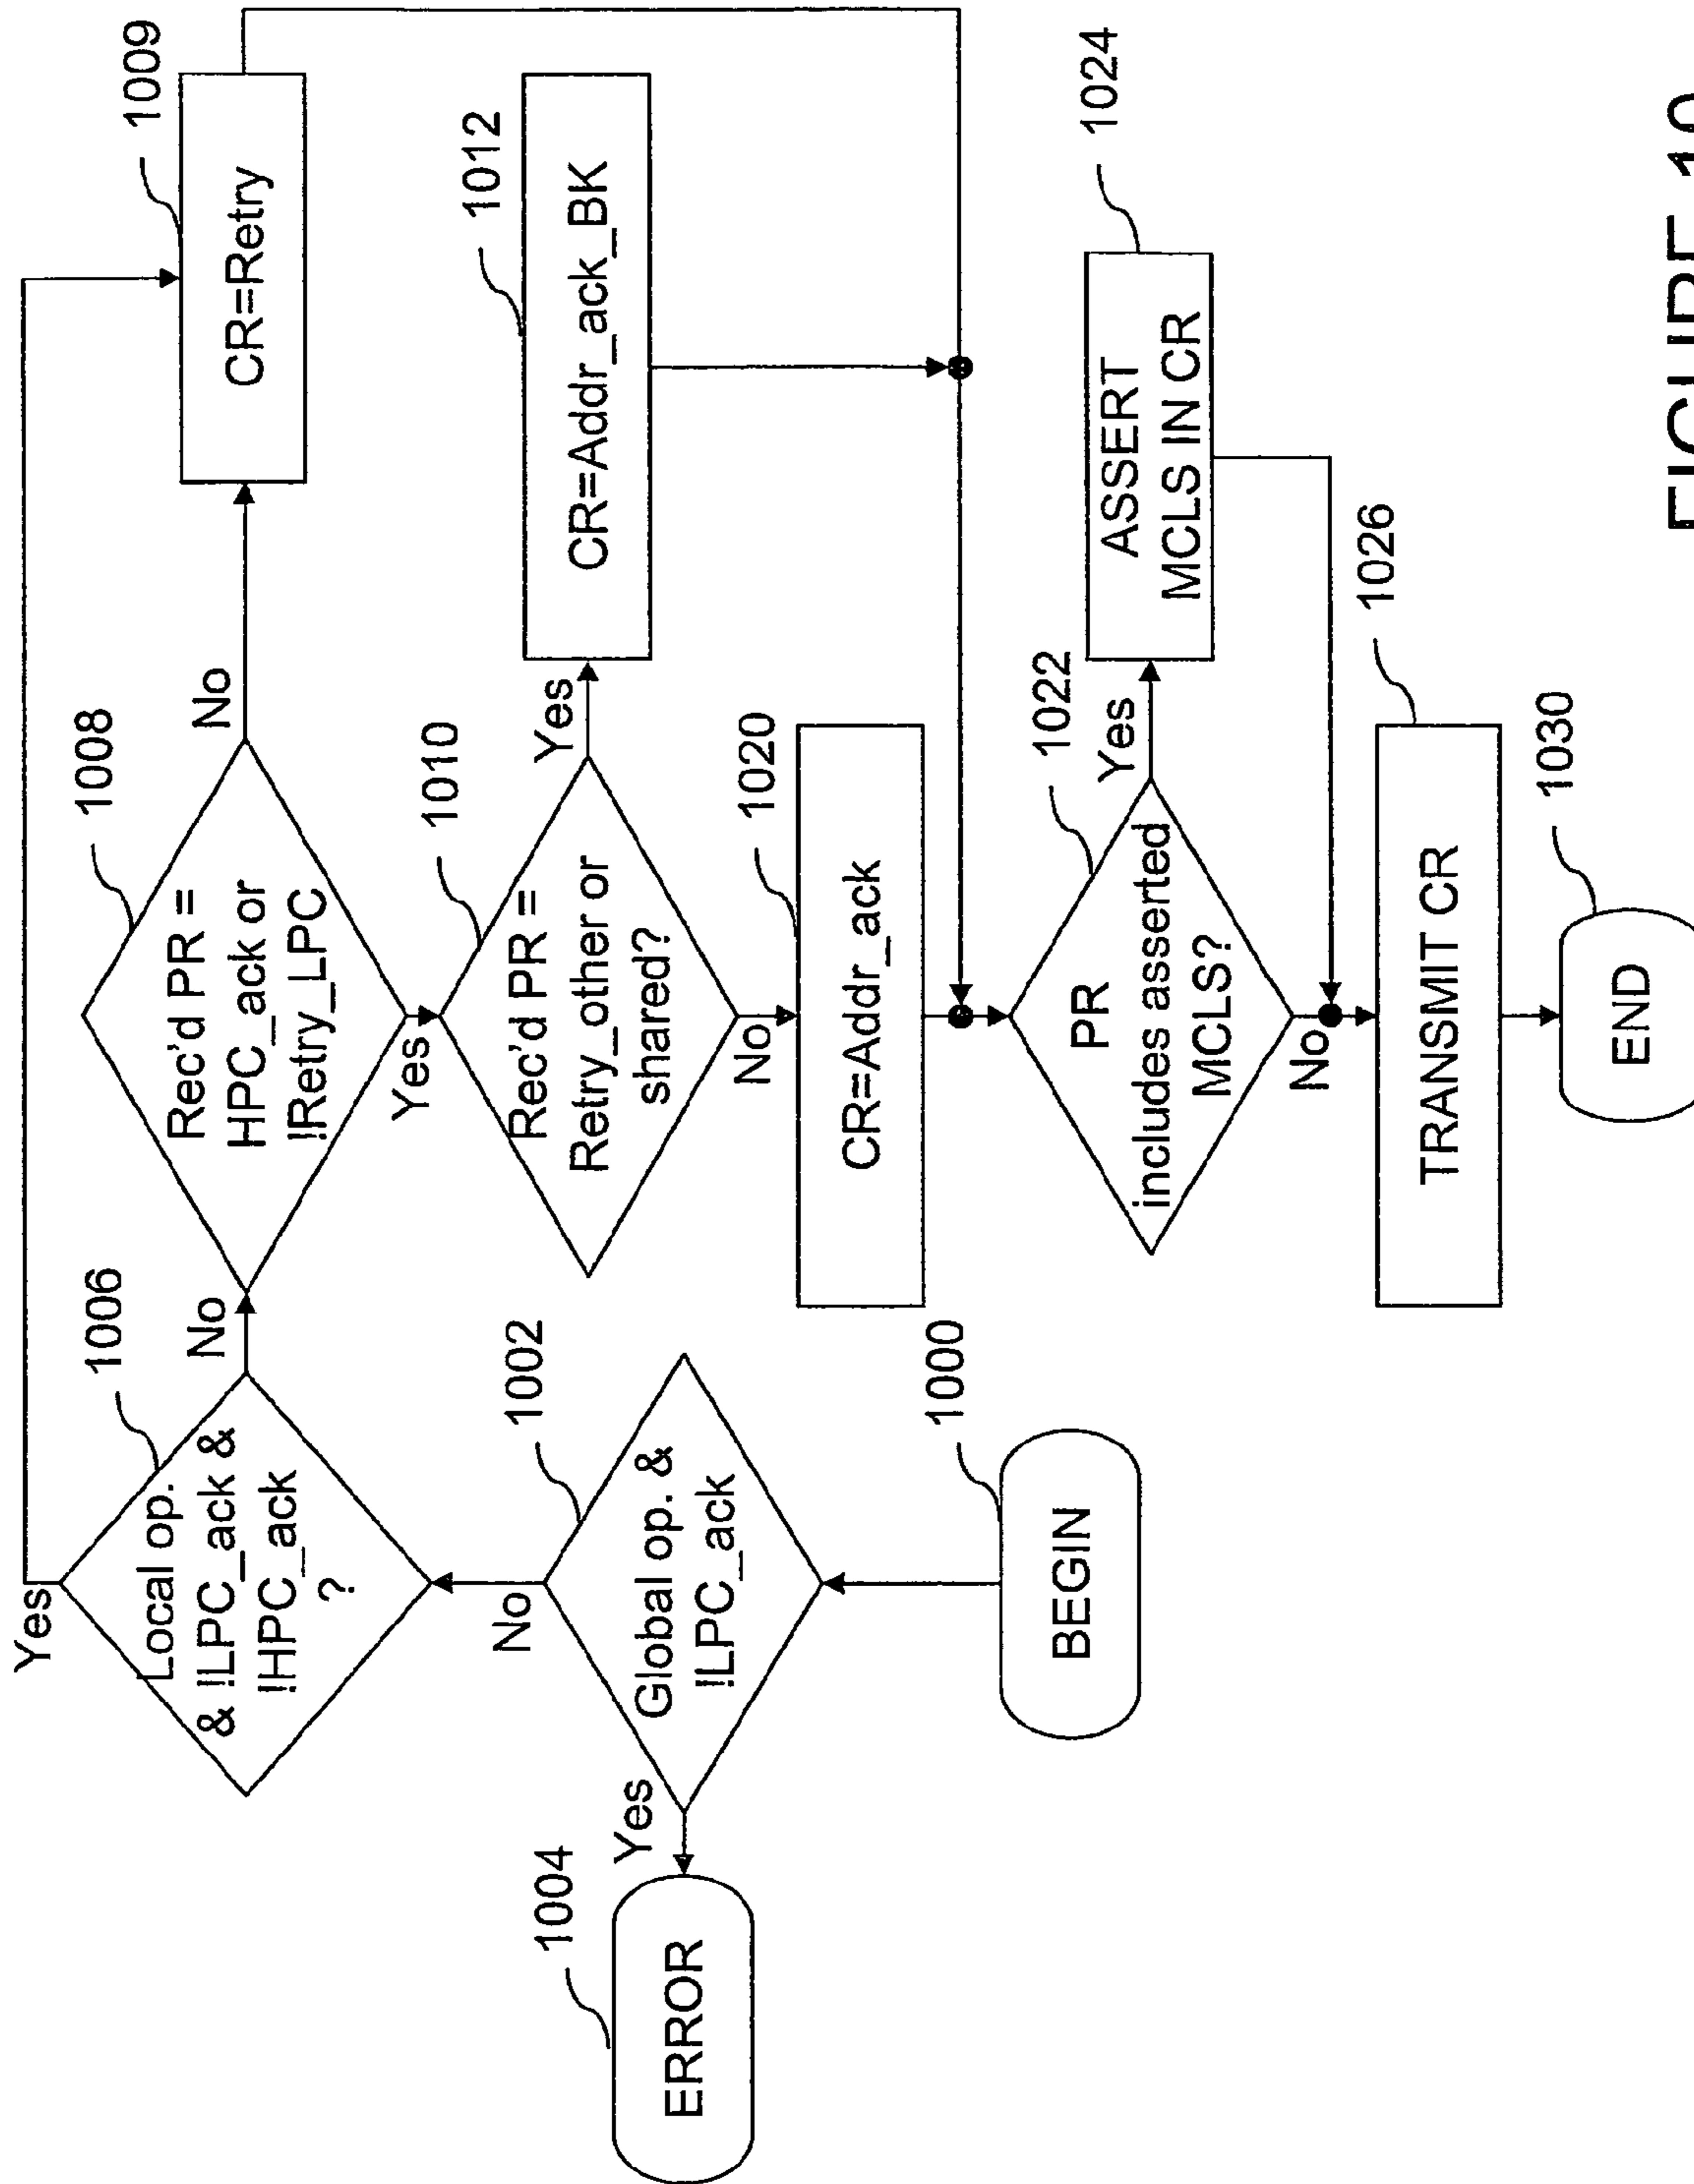 BEGIN
1000
Global op. &
!LPC_ack
1002
Yes
ERROR
1004
No
Local op.
& !LPC_ack &
!HPC_ack
?
1006
Yes
No
Rec'd PR =
HPC_ack or
!Retry_LPC
1008
No
CR=Retry
1009
Yes
Rec'd PR =
Retry_other or
shared?
1010
Yes
CR=Addr_ack_BK
1012
No
CR=Addr_ack
1020
PR
includes asserted
MCLS?
1022
Yes
ASSERT
MCLS IN CR
1024
No
TRANSMIT CR
1026
END
1030
FIGURE 10